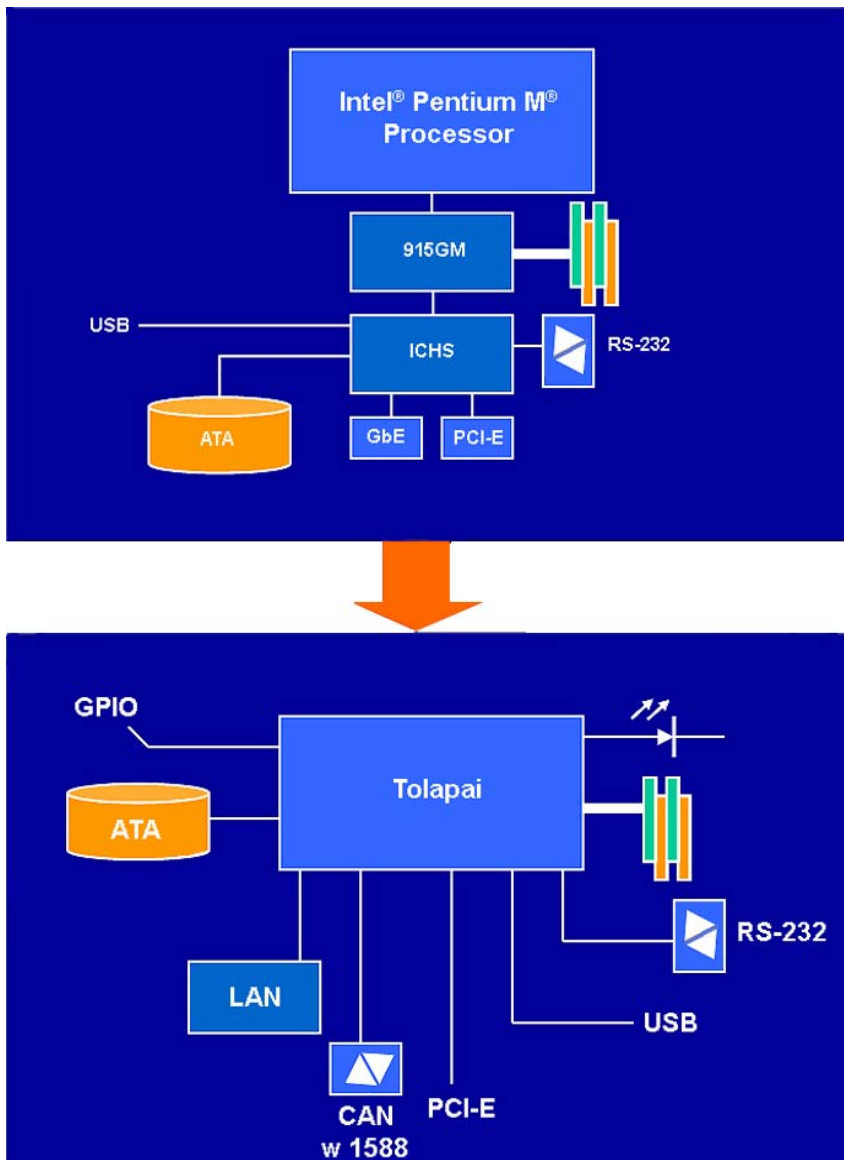 Intel® Pentium M®
Processor
915GM
USB
ICHS
RS-232
ATA
GbE
PCI-E
GPIO
Tolapai
ATA
RS-232
LAN
USB
PCI-E
CAN
w 1588